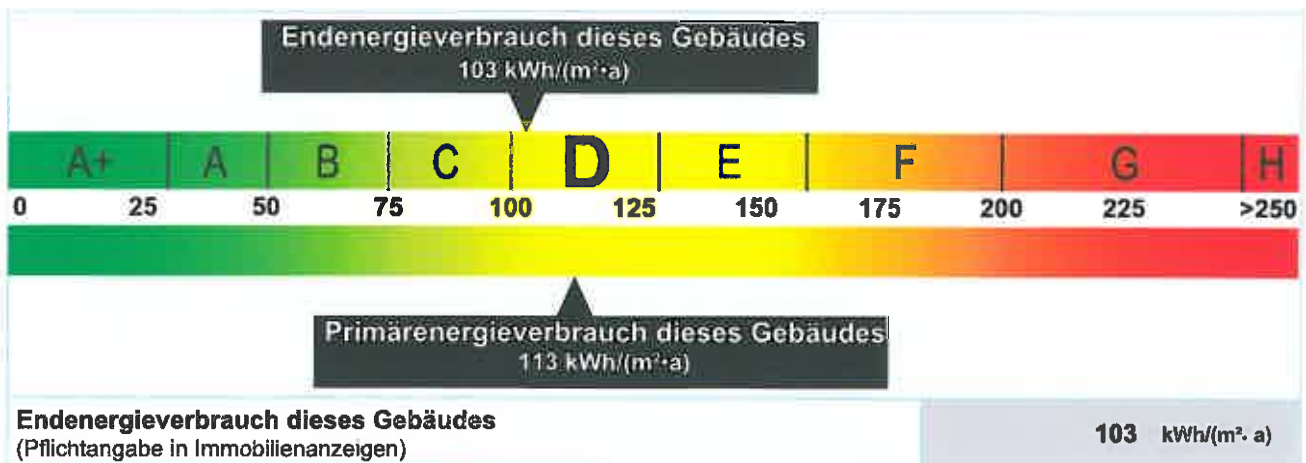 Endenergieverbrauch dieses Gebäudes
103 kWh/(m²·a)
A+ A B C D E F G H
0 25 50 75 100 125 150 175 200 225 >250
Primärenergieverbrauch dieses Gebäudes
113 kWh/(m²·a)
Endenergieverbrauch dieses Gebäudes
(Pflichtangabe in Immobilienanzeigen)
103 kWh/(m²· a)